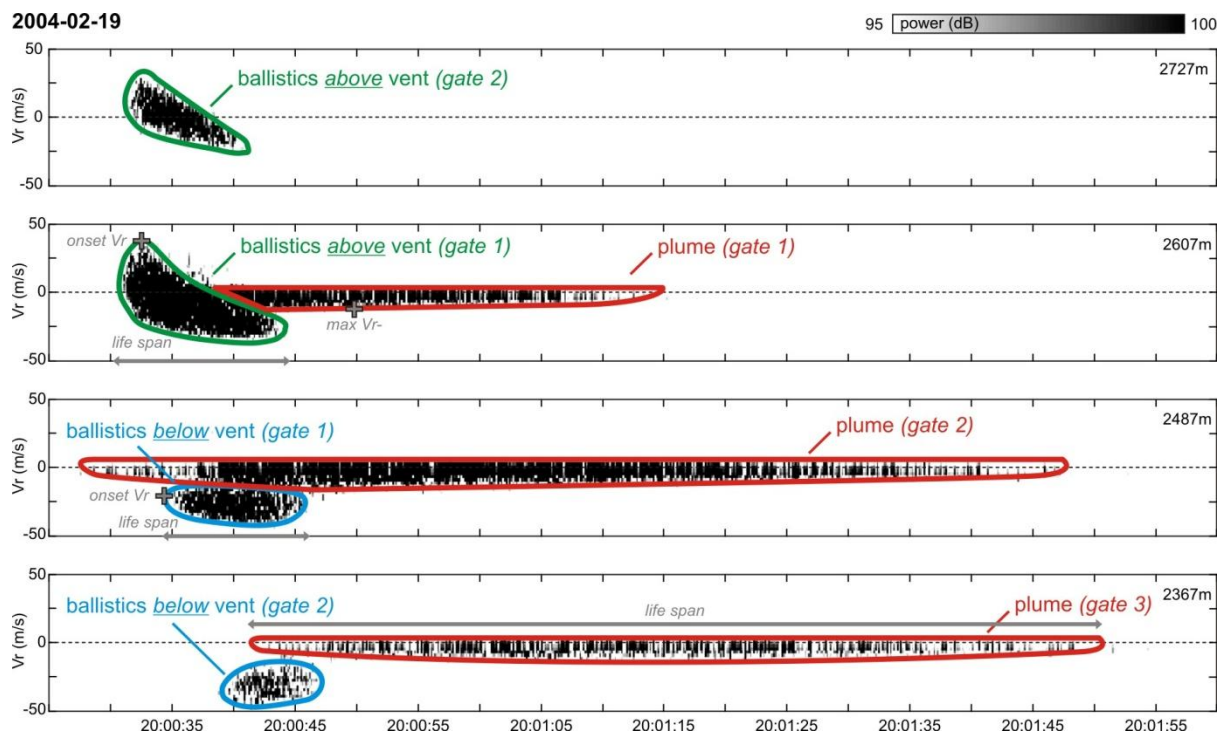 2004-02-19
95 power (dB) 100
50
ballistics above vent (gate 2)
2727m
Vr (m/s)
0
-50
50
onset Vr
ballistics above vent (gate 1)
plume (gate 1)
2607m
Vr (m/s)
0
max Vr-
life span
-50
50
ballistics below vent (gate 1)
plume (gate 2)
2487m
Vr (m/s)
0
onset Vr
life span
-50
50
ballistics below vent (gate 2)
life span
plume (gate 3)
2367m
Vr (m/s)
0
-50
20:00:35 20:00:45 20:00:55 20:01:05 20:01:15 20:01:25 20:01:35 20:01:45 20:01:55